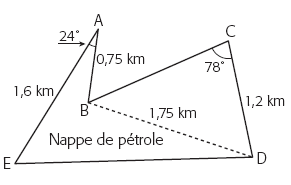 A
24°
C
0,75 km
78°
1,6 km
B
1,75 km
1,2 km
Nappe de pétrole
E
D